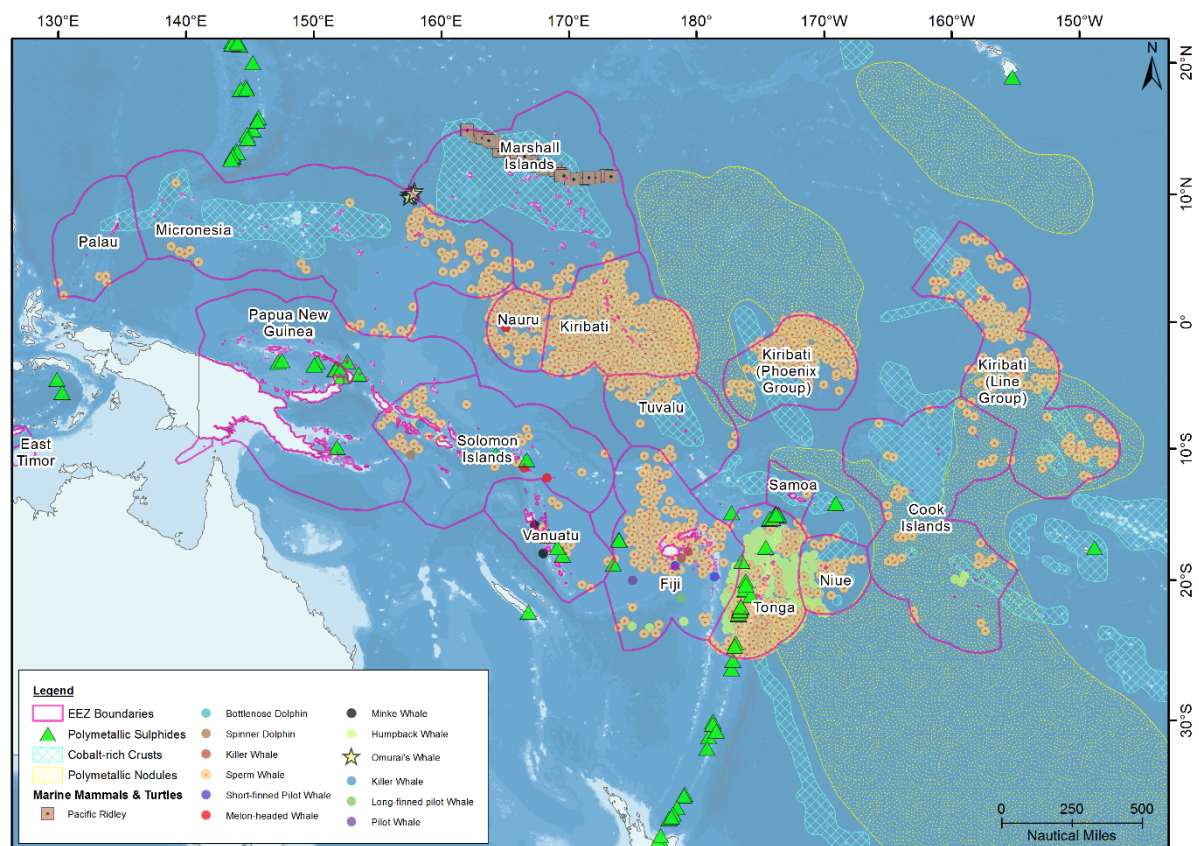 130°E 140°E 150°E 160°E 170°E 180° 170°W 160°W 150°W
N
20°N
Marshall
Islands
10°N
Palau
Micronesia
Papua New
Guinea
Nauru
Kiribati
0°
Kiribati
(Phoenix
Group)
Kiribati
(Line
Group)
Tuvalu
East
Timor
Solomon
Islands
10°S
Samoa
Cook
Islands
Vanuatu
Fiji
Niue
20°S
Tonga
30°S
Legend
EEZ Boundaries
Polymetallic Sulphides
Cobalt-rich Crusts
Polymetallic Nodules
Marine Mammals & Turtles
Pacific Ridley
Bottlenose Dolphin
Spinner Dolphin
Killer Whale
Sperm Whale
Short-finned Pilot Whale
Melon-headed Whale
Minke Whale
Humpback Whale
Omurai's Whale
Killer Whale
Long-finned pilot Whale
Pilot Whale
0 250 500
Nautical Miles